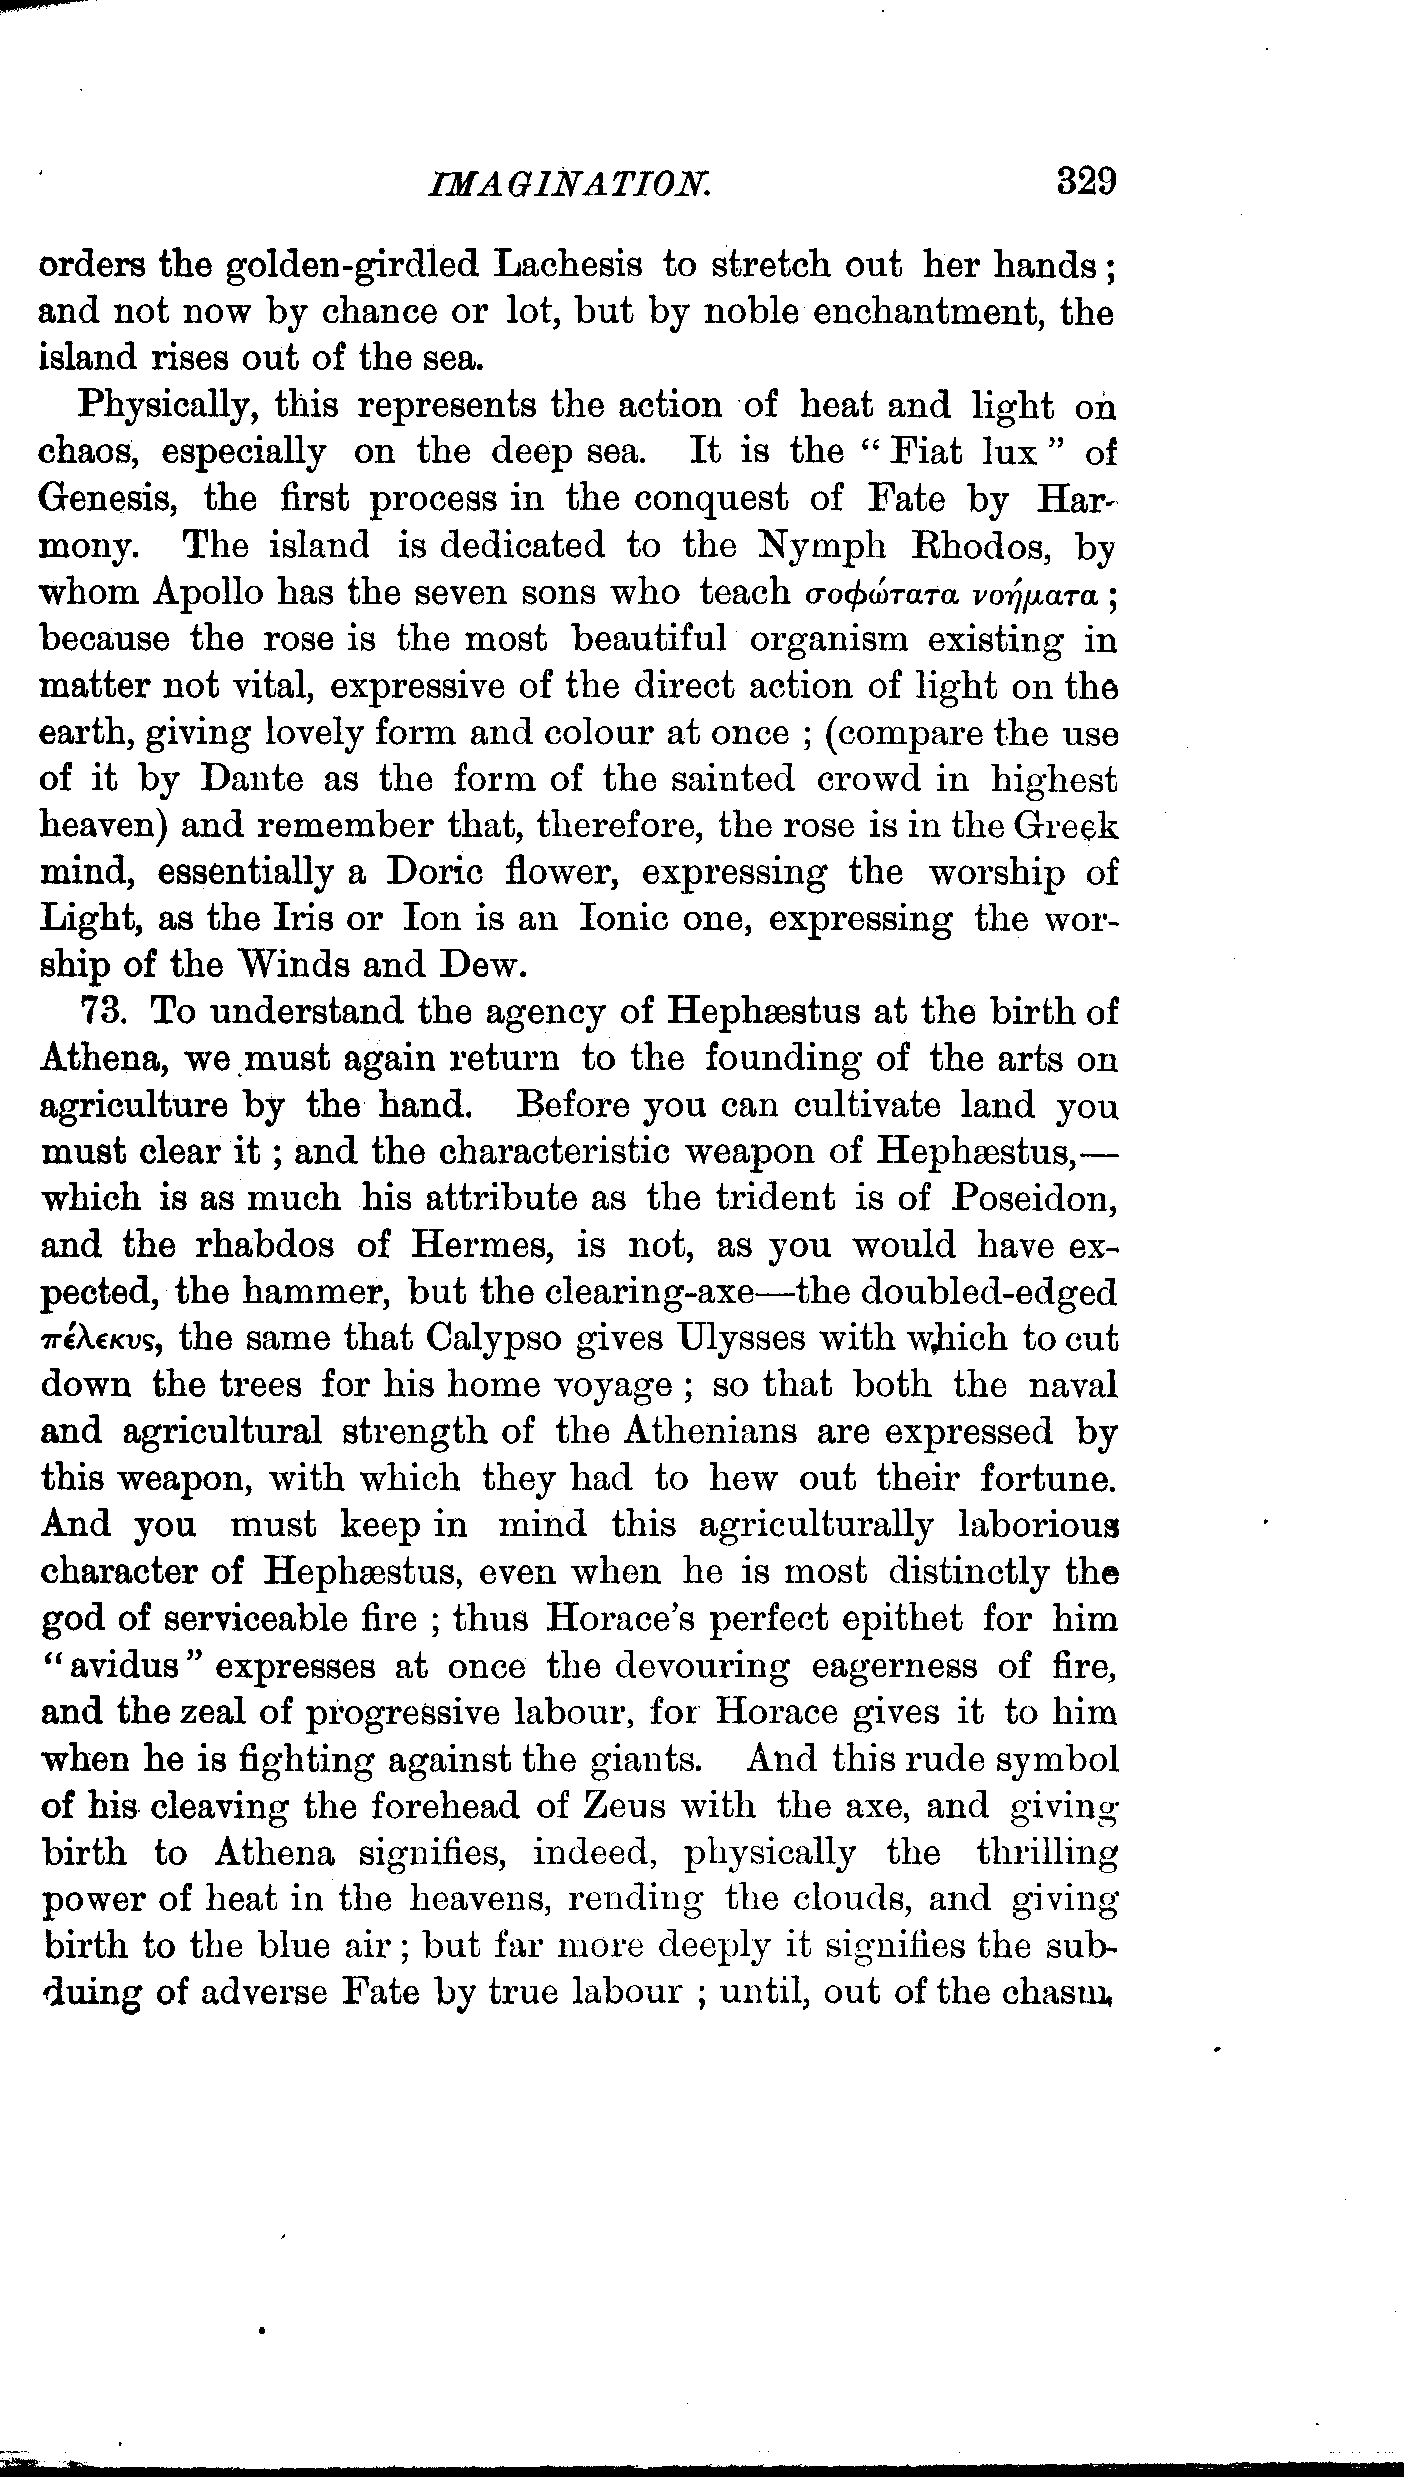 IMAGINATION. 329
orders the golden-girdled Lachesis to stretch out her hands ;
and not now by chance or lot, but by noble enchantment, the
island rises out of the sea.
Physically, this represents the action of heat and light on
chaos, especially on the deep sea. It is the “ Fiat lux ” of
Genesis, the first process in the conquest of Fate by Har-
mony. The island is dedicated to the Nymph Rhodos, by
whom Apollo has the seven sons who teach σοφώτατα νοήματα ;
because the rose is the most beautiful organism existing in
matter not vital, expressive of the direct action of light on the
earth, giving lovely form and colour at once ; (compare the use
of it by Dante as the form of the sainted crowd in highest
heaven) and remember that, therefore, the rose is in the Greek
mind, essentially a Doric flower, expressing the worship of
Light, as the Iris or Ion is an Ionic one, expressing the wor-
ship of the Winds and Dew.
73. To understand the agency of Hephæstus at the birth of
Athena, we must again return to the founding of the arts on
agriculture by the hand. Before you can cultivate land you
must clear it ; and the characteristic weapon of Hephæstus,—
which is as much his attribute as the trident is of Poseidon,
and the rhabdos of Hermes, is not, as you would have ex-
pected, the hammer, but the clearing-axe—the doubled-edged
πέλεκυς, the same that Calypso gives Ulysses with which to cut
down the trees for his home voyage ; so that both the naval
and agricultural strength of the Athenians are expressed by
this weapon, with which they had to hew out their fortune.
And you must keep in mind this agriculturally laborious
character of Hephæstus, even when he is most distinctly the
god of serviceable fire ; thus Horace’s perfect epithet for him
“ avidus ” expresses at once the devouring eagerness of fire,
and the zeal of progressive labour, for Horace gives it to him
when he is fighting against the giants. And this rude symbol
of his cleaving the forehead of Zeus with the axe, and giving
birth to Athena signifies, indeed, physically the thrilling
power of heat in the heavens, rending the clouds, and giving
birth to the blue air ; but far more deeply it signifies the sub-
duing of adverse Fate by true labour ; until, out of the chasm,